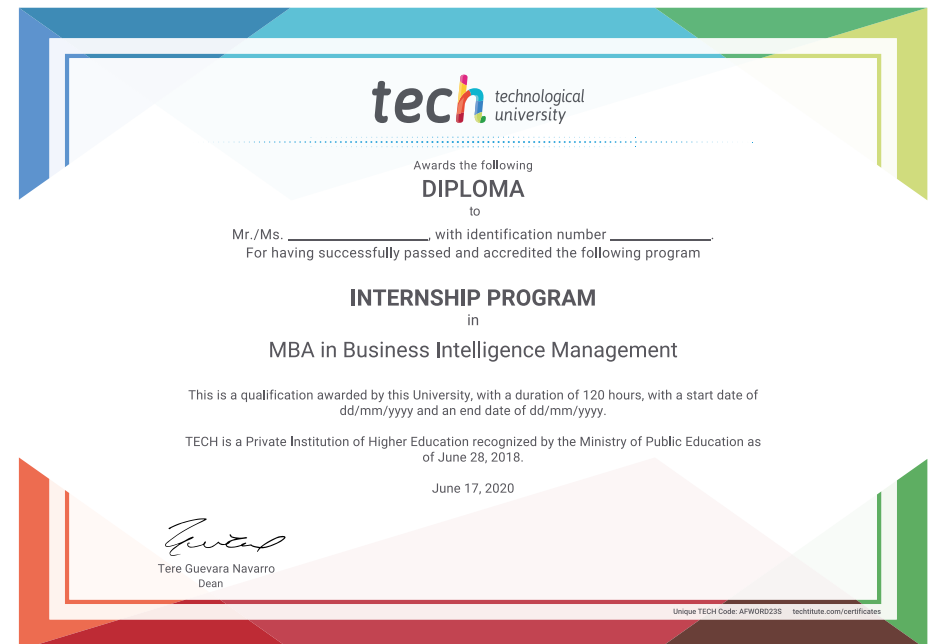 tech technological
university
Awards the following
DIPLOMA
to
Mr./Ms. ____________________, with identification number ______________.
For having successfully passed and accredited the following program
INTERNSHIP PROGRAM
in
MBA in Business Intelligence Management
This is a qualification awarded by this University, with a duration of 120 hours, with a start date of
dd/mm/yyyy and an end date of dd/mm/yyyy.
TECH is a Private Institution of Higher Education recognized by the Ministry of Public Education as
of June 28, 2018.
June 17, 2020
Tere Guevara Navarro
Dean
Unique TECH Code: AFWORD23S techtitute.com/certificates